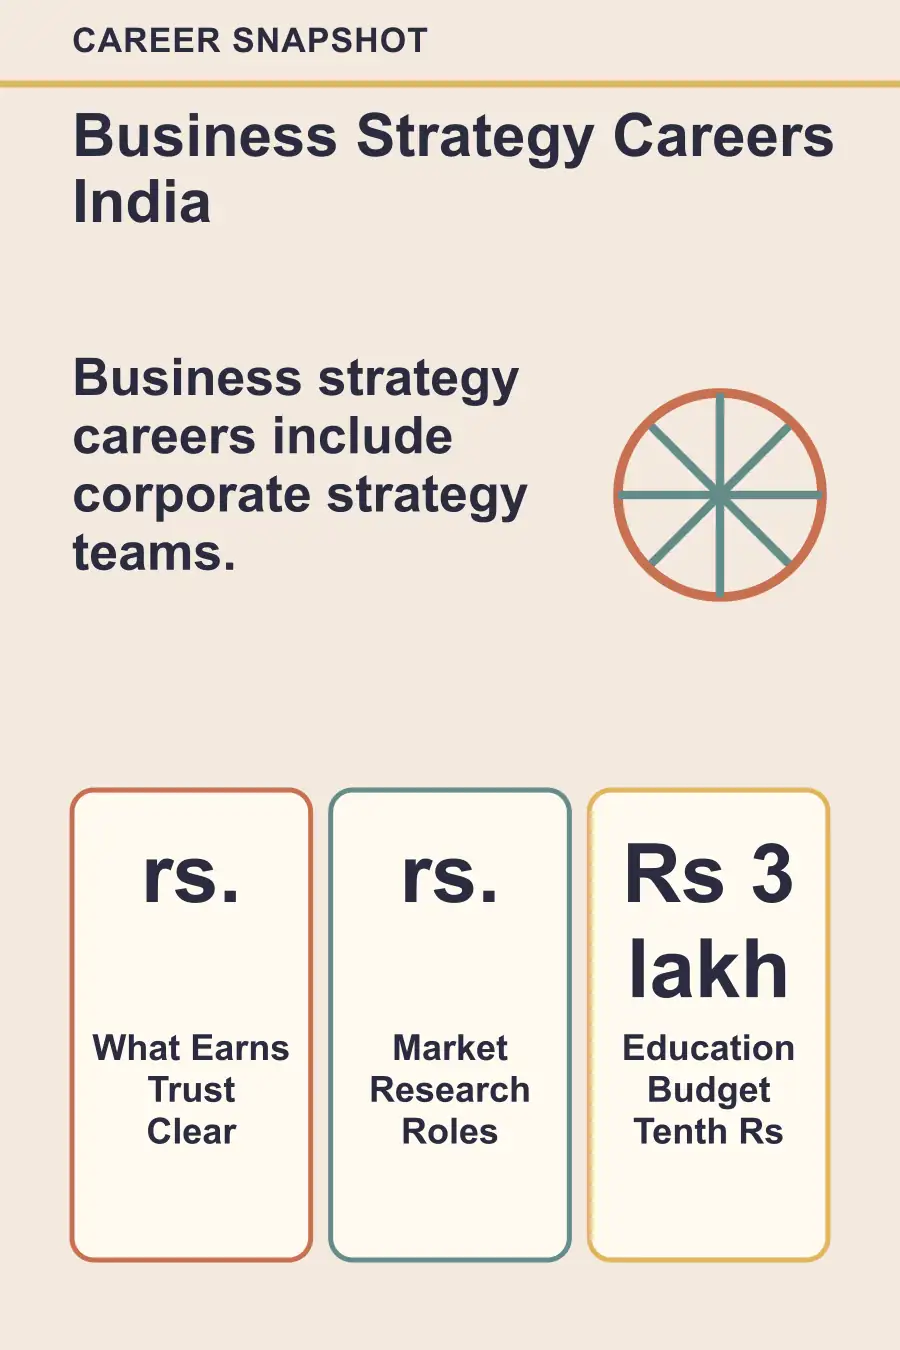 CAREER SNAPSHOT
Business Strategy Careers
India
Business strategy
careers include
corporate strategy
teams.
rs.
What Earns
Trust
Clear
rs.
Market
Research
Roles
Rs 3
lakh
Education
Budget
Tenth Rs